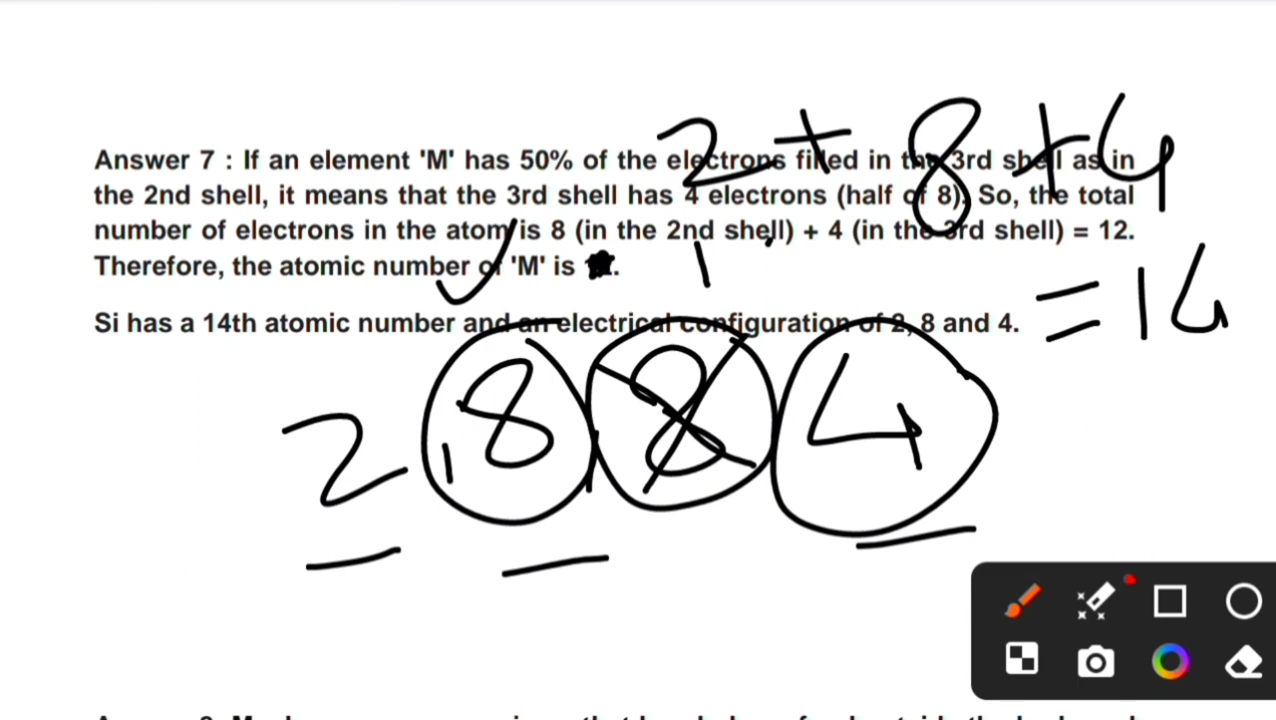 2 + 8 + 4
Answer 7 : If an element 'M' has 50% of the electrons filled in the 3rd shell as in
the 2nd shell, it means that the 3rd shell has 4 electrons (half of 8). So, the total
number of electrons in the atom is 8 (in the 2nd shell) + 4 (in the 3rd shell) = 12.
Therefore, the atomic number of 'M' is .
= 14
Si has a 14th atomic number and an electrical configuration of 2, 8 and 4.
2 , 8 8 4